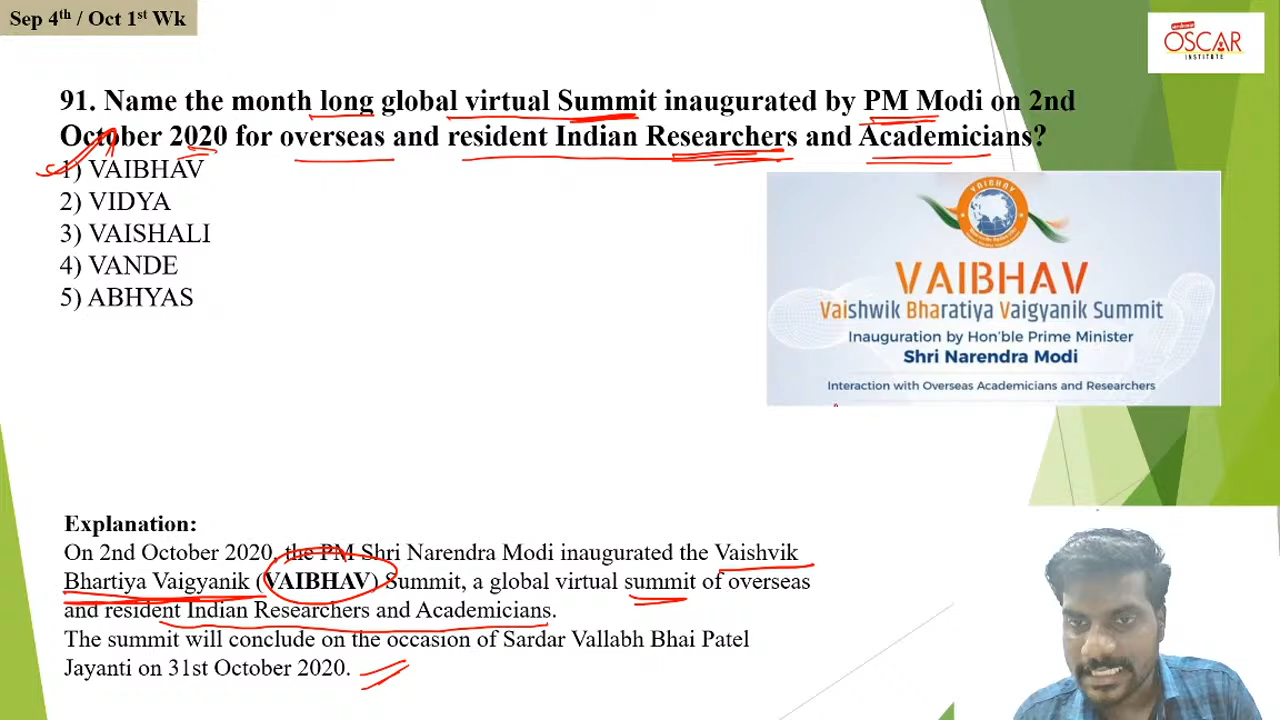 Sep 4th / Oct 1st Wk
OSCAR
INSTITUTE
91. Name the month long global virtual Summit inaugurated by PM Modi on 2nd
October 2020 for overseas and resident Indian Researchers and Academicians?
1) VAIBHAV
2) VIDYA
3) VAISHALI
4) VANDE
5) ABHYAS
VAIBHAV
VAIBHAV
Vaishwik Bharatiya Vaigyanik Summit
Inauguration by Hon'ble Prime Minister
Shri Narendra Modi
Interaction with Overseas Academicians and Researchers
Explanation:
On 2nd October 2020, the PM Shri Narendra Modi inaugurated the Vaishvik
Bhartiya Vaigyanik (VAIBHAV) Summit, a global virtual summit of overseas
and resident Indian Researchers and Academicians.
The summit will conclude on the occasion of Sardar Vallabh Bhai Patel
Jayanti on 31st October 2020.